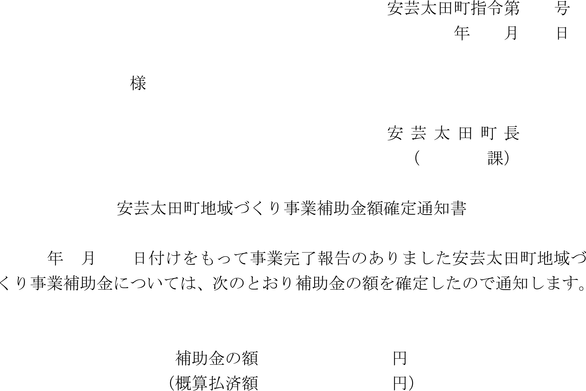 安芸太田町指令第　　号
年　　月　　日
様
安 芸 太 田 町 長
（　　　　課）
安芸太田町地域づくり事業補助金額確定通知書
年　月　　日付けをもって事業完了報告のありました安芸太田町地域づ
くり事業補助金については、次のとおり補助金の額を確定したので通知します。
補助金の額　　　　　　　　円
（概算払済額　　　　　　　　円）